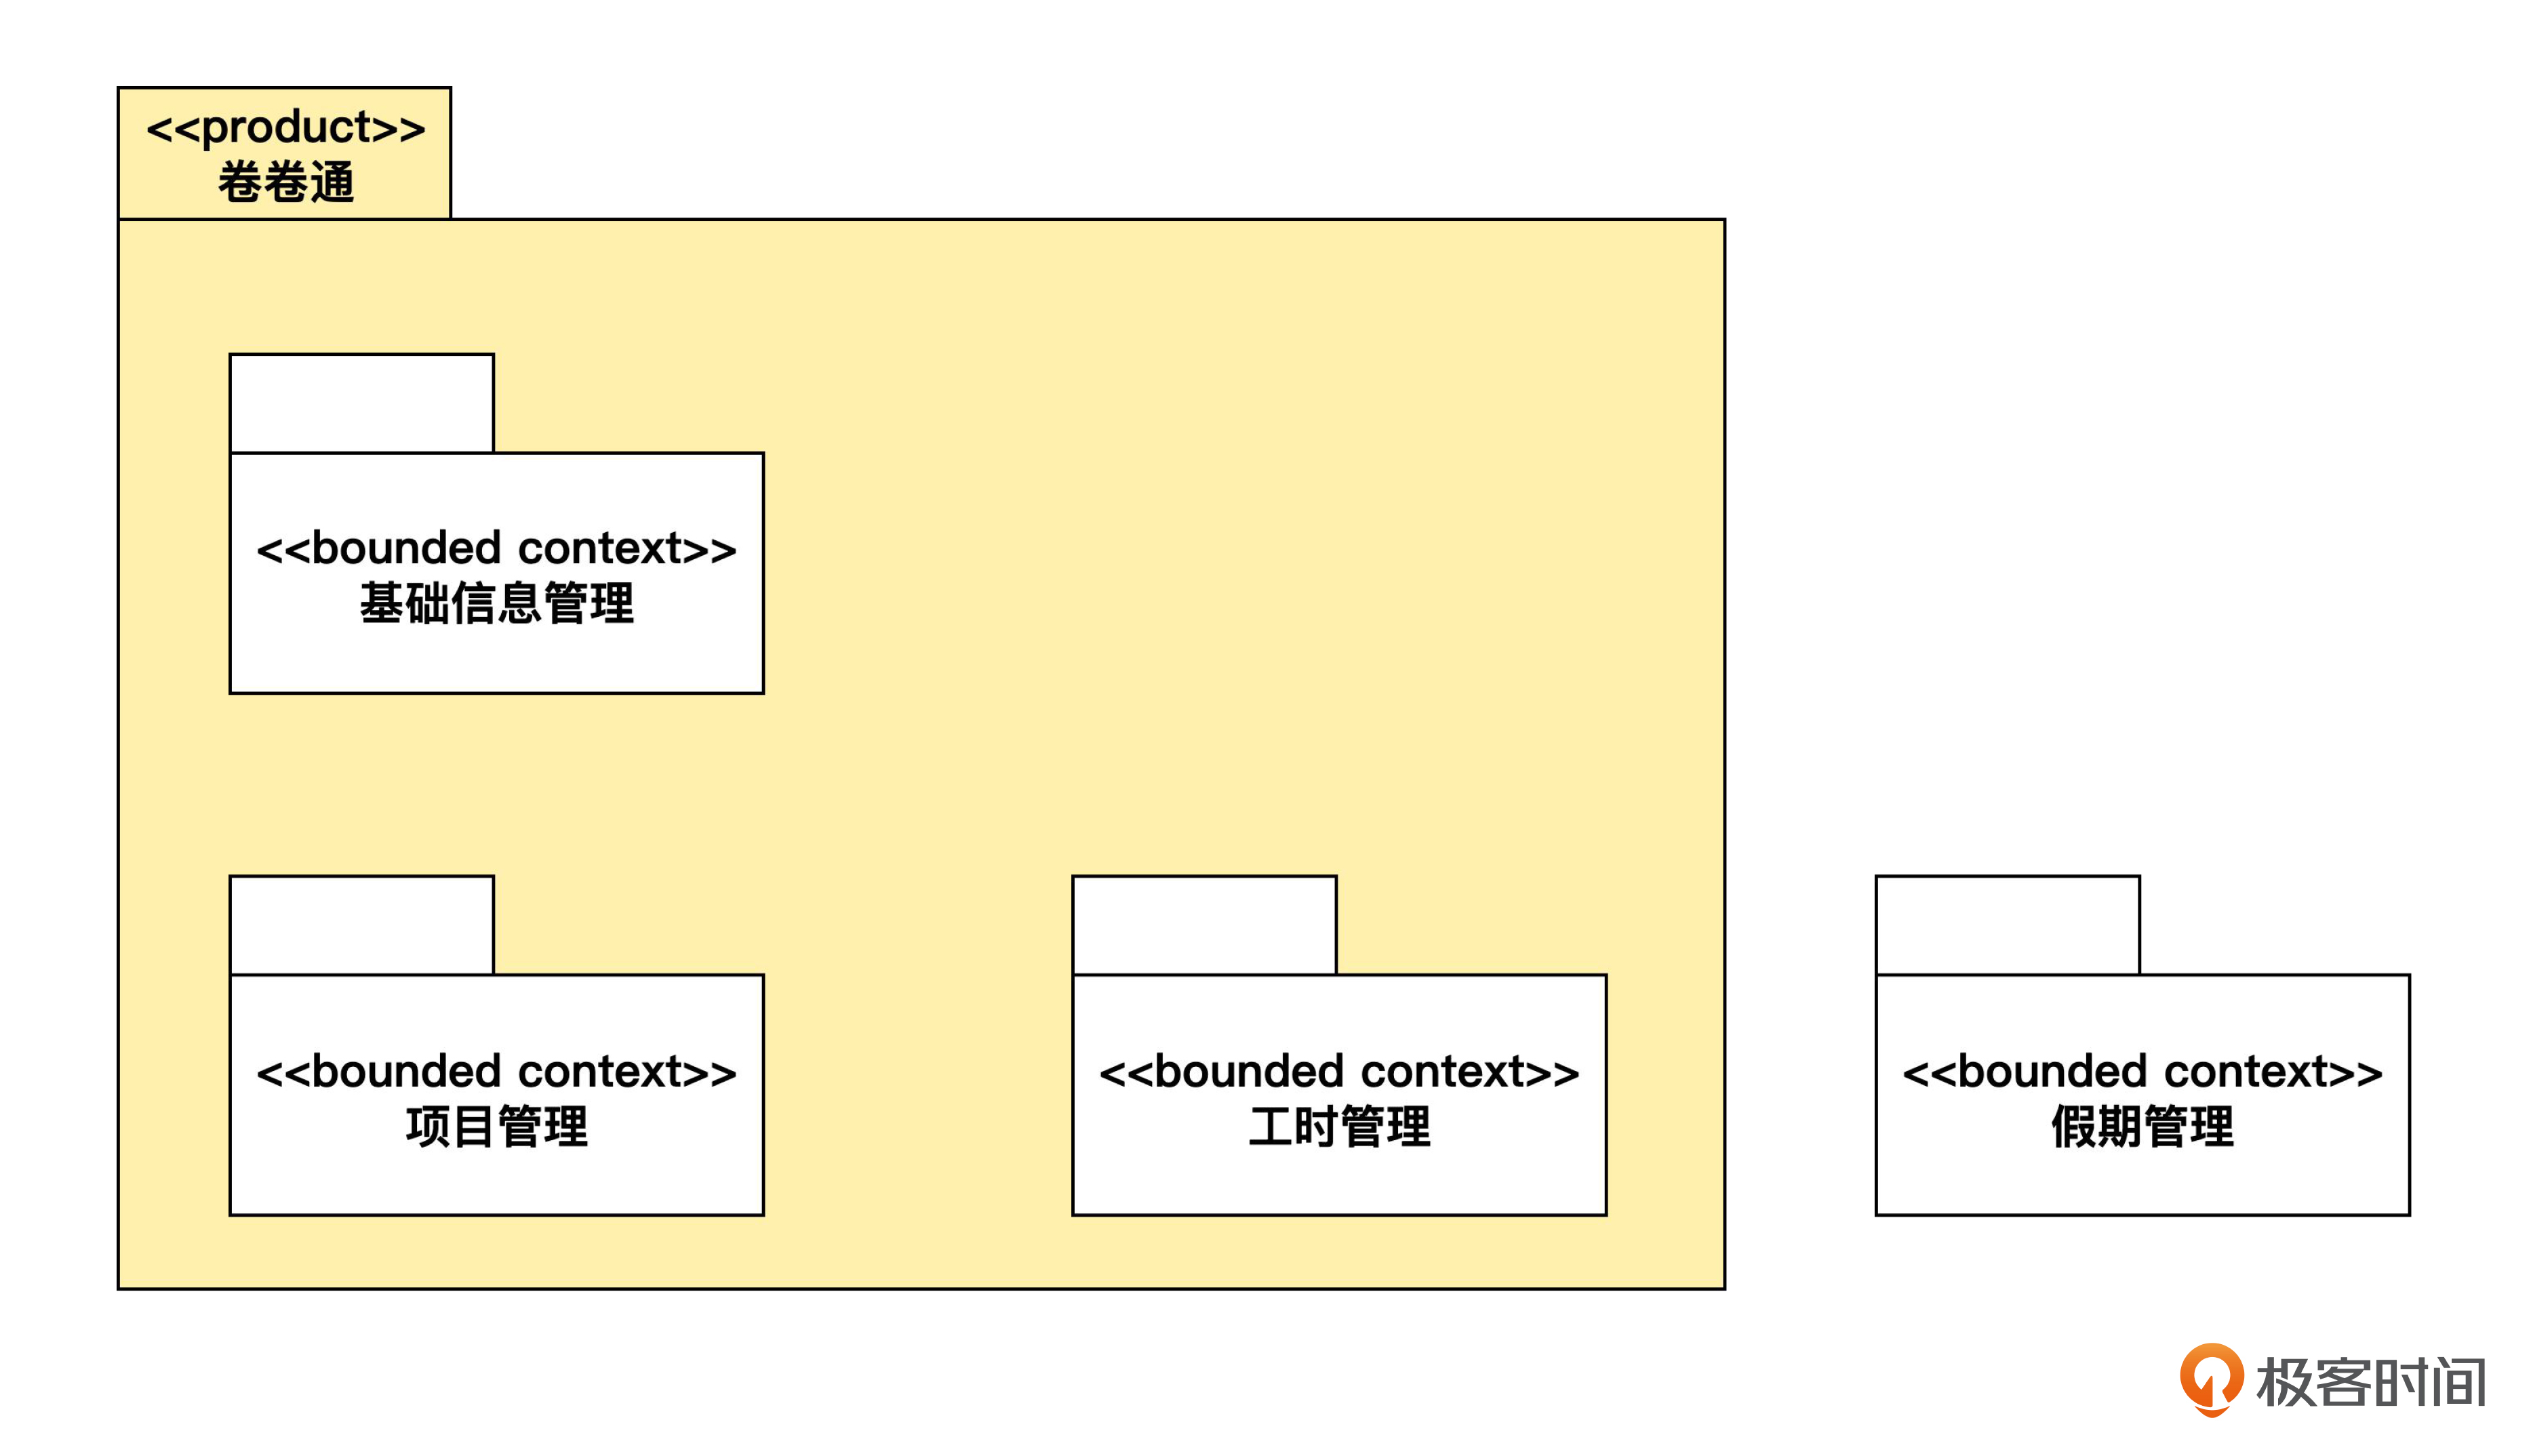 <<product>>
卷卷通
<<bounded context>>
基础信息管理
<<bounded context>>
项目管理
<<bounded context>>
工时管理
<<bounded context>>
假期管理
极客时间